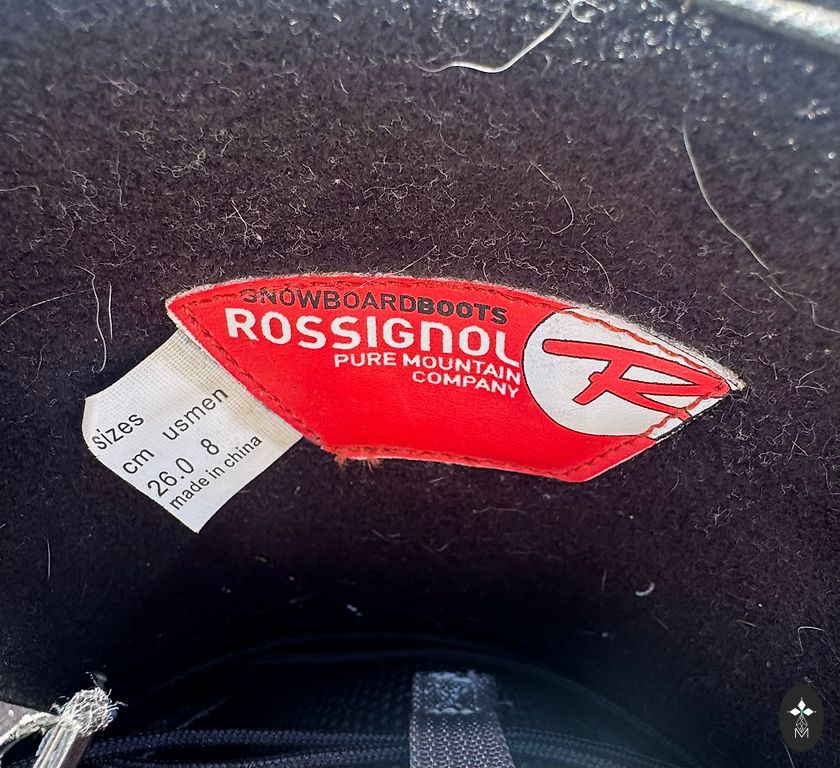 SNOWBOARDBOOTS
ROSSIGNOL
PURE MOUNTAIN
COMPANY
R
sizes
cm usmen
26.0 8
made in china
M